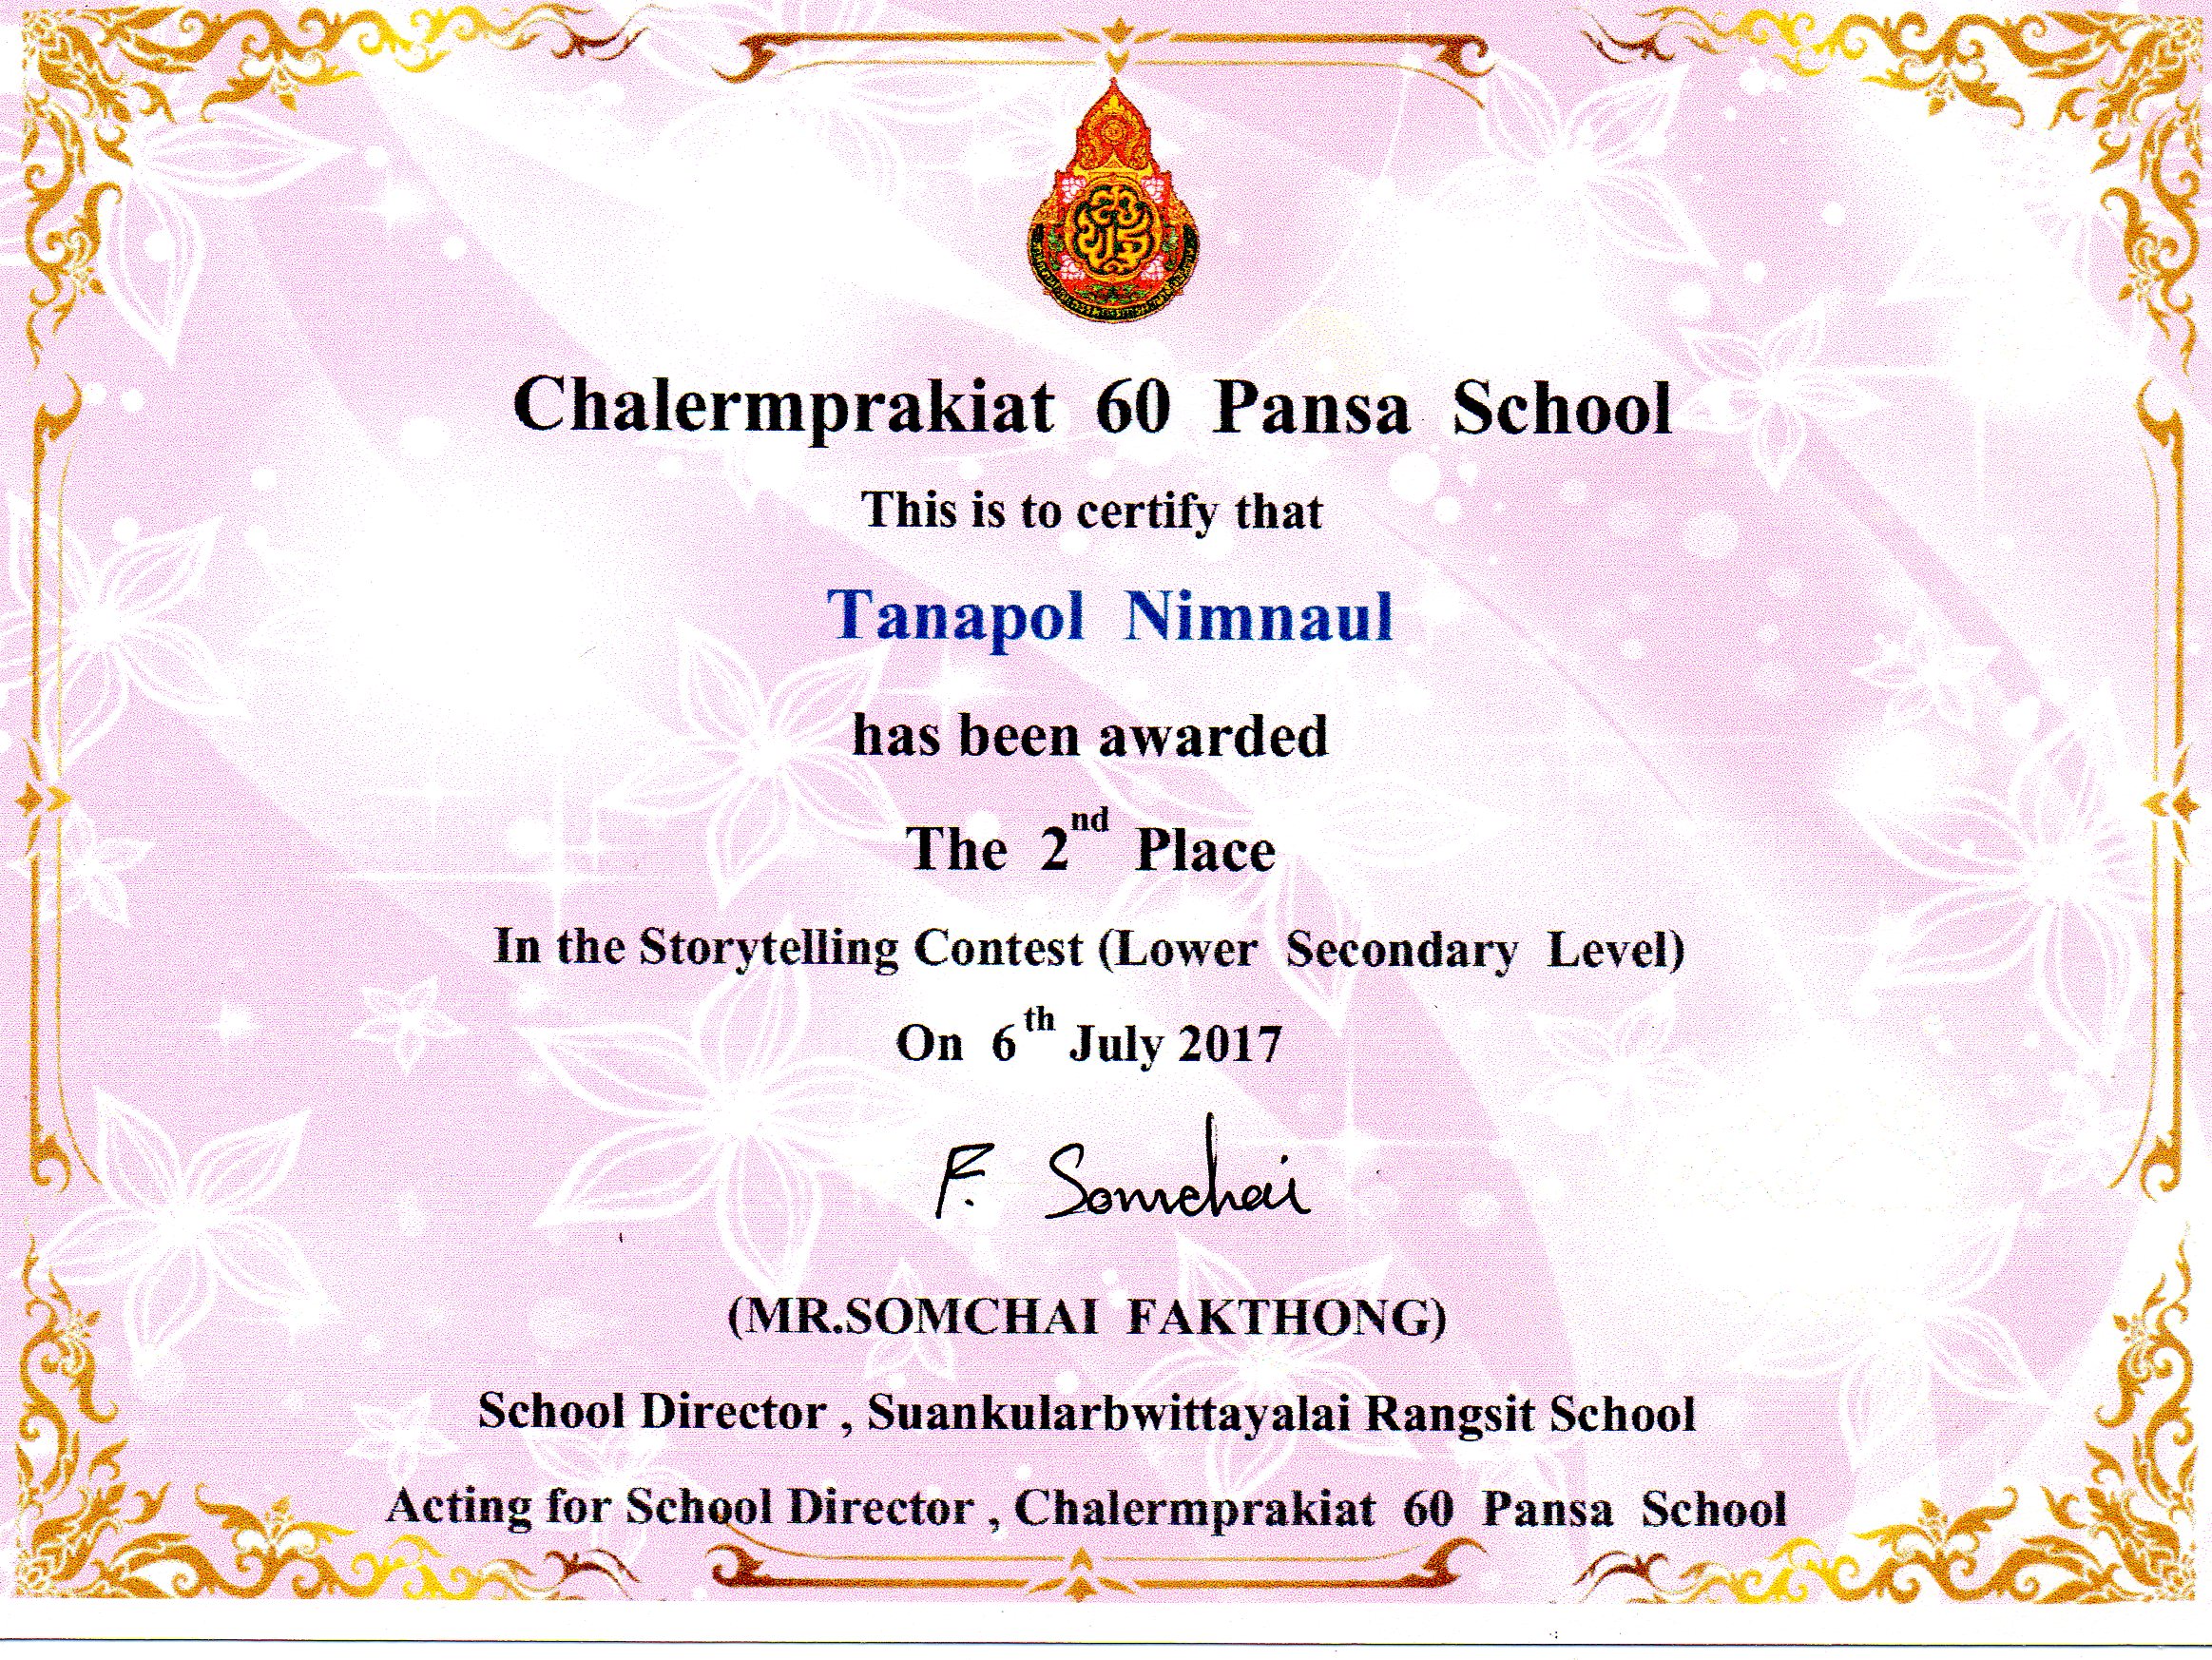 Chalermprakiat 60 Pansa School
This is to certify that
Tanapol Nimnaul
has been awarded
The 2nd Place
In the Storytelling Contest (Lower Secondary Level)
On 6th July 2017
F. Somchai
(MR.SOMCHAI FAKTHONG)
School Director , Suankularbwittayalai Rangsit School
Acting for School Director , Chalermprakiat 60 Pansa School